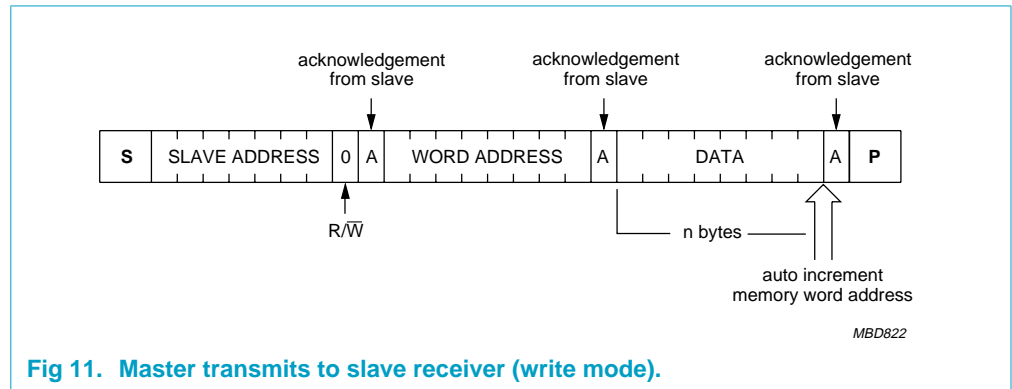 acknowledgement from slave
acknowledgement from slave
acknowledgement from slave
S SLAVE ADDRESS 0 A WORD ADDRESS A DATA A P
R/W̅
n bytes
auto increment
memory word address
MBD822
Fig 11. Master transmits to slave receiver (write mode).